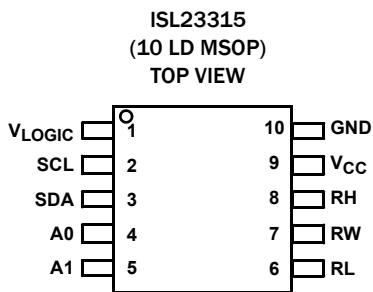 ISL23315
(10 LD MSOP)
TOP VIEW
VLOGIC 1 10 GND
SCL 2 9 VCC
SDA 3 8 RH
A0 4 7 RW
A1 5 6 RL